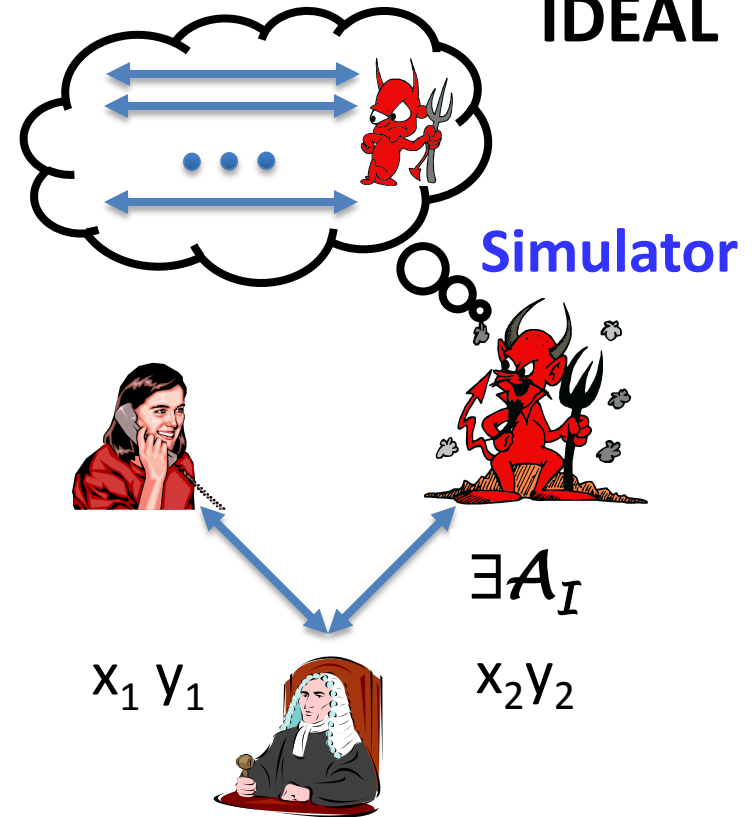 IDEAL
Simulator
∃𝒜_I
x₁ y₁
x₂y₂